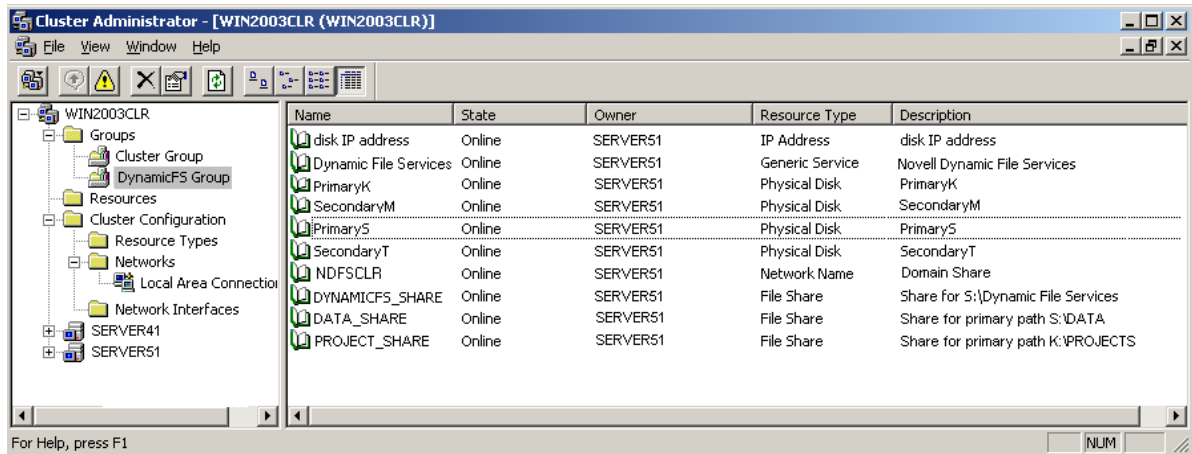 Cluster Administrator - [WIN2003CLR (WIN2003CLR)]
File View Window Help
WIN2003CLR
Groups
Cluster Group
DynamicFS Group
Resources
Cluster Configuration
Resource Types
Networks
Local Area Connection
Network Interfaces
SERVER41
SERVER51
Name State Owner Resource Type Description
disk IP address Online SERVER51 IP Address disk IP address
Dynamic File Services Online SERVER51 Generic Service Novell Dynamic File Services
PrimaryK Online SERVER51 Physical Disk PrimaryK
SecondaryM Online SERVER51 Physical Disk SecondaryM
PrimaryS Online SERVER51 Physical Disk PrimaryS
SecondaryT Online SERVER51 Physical Disk SecondaryT
NDFSCLR Online SERVER51 Network Name Domain Share
DYNAMICFS_SHARE Online SERVER51 File Share Share for S:\Dynamic File Services
DATA_SHARE Online SERVER51 File Share Share for primary path S:\DATA
PROJECT_SHARE Online SERVER51 File Share Share for primary path K:\PROJECTS
For Help, press F1 NUM